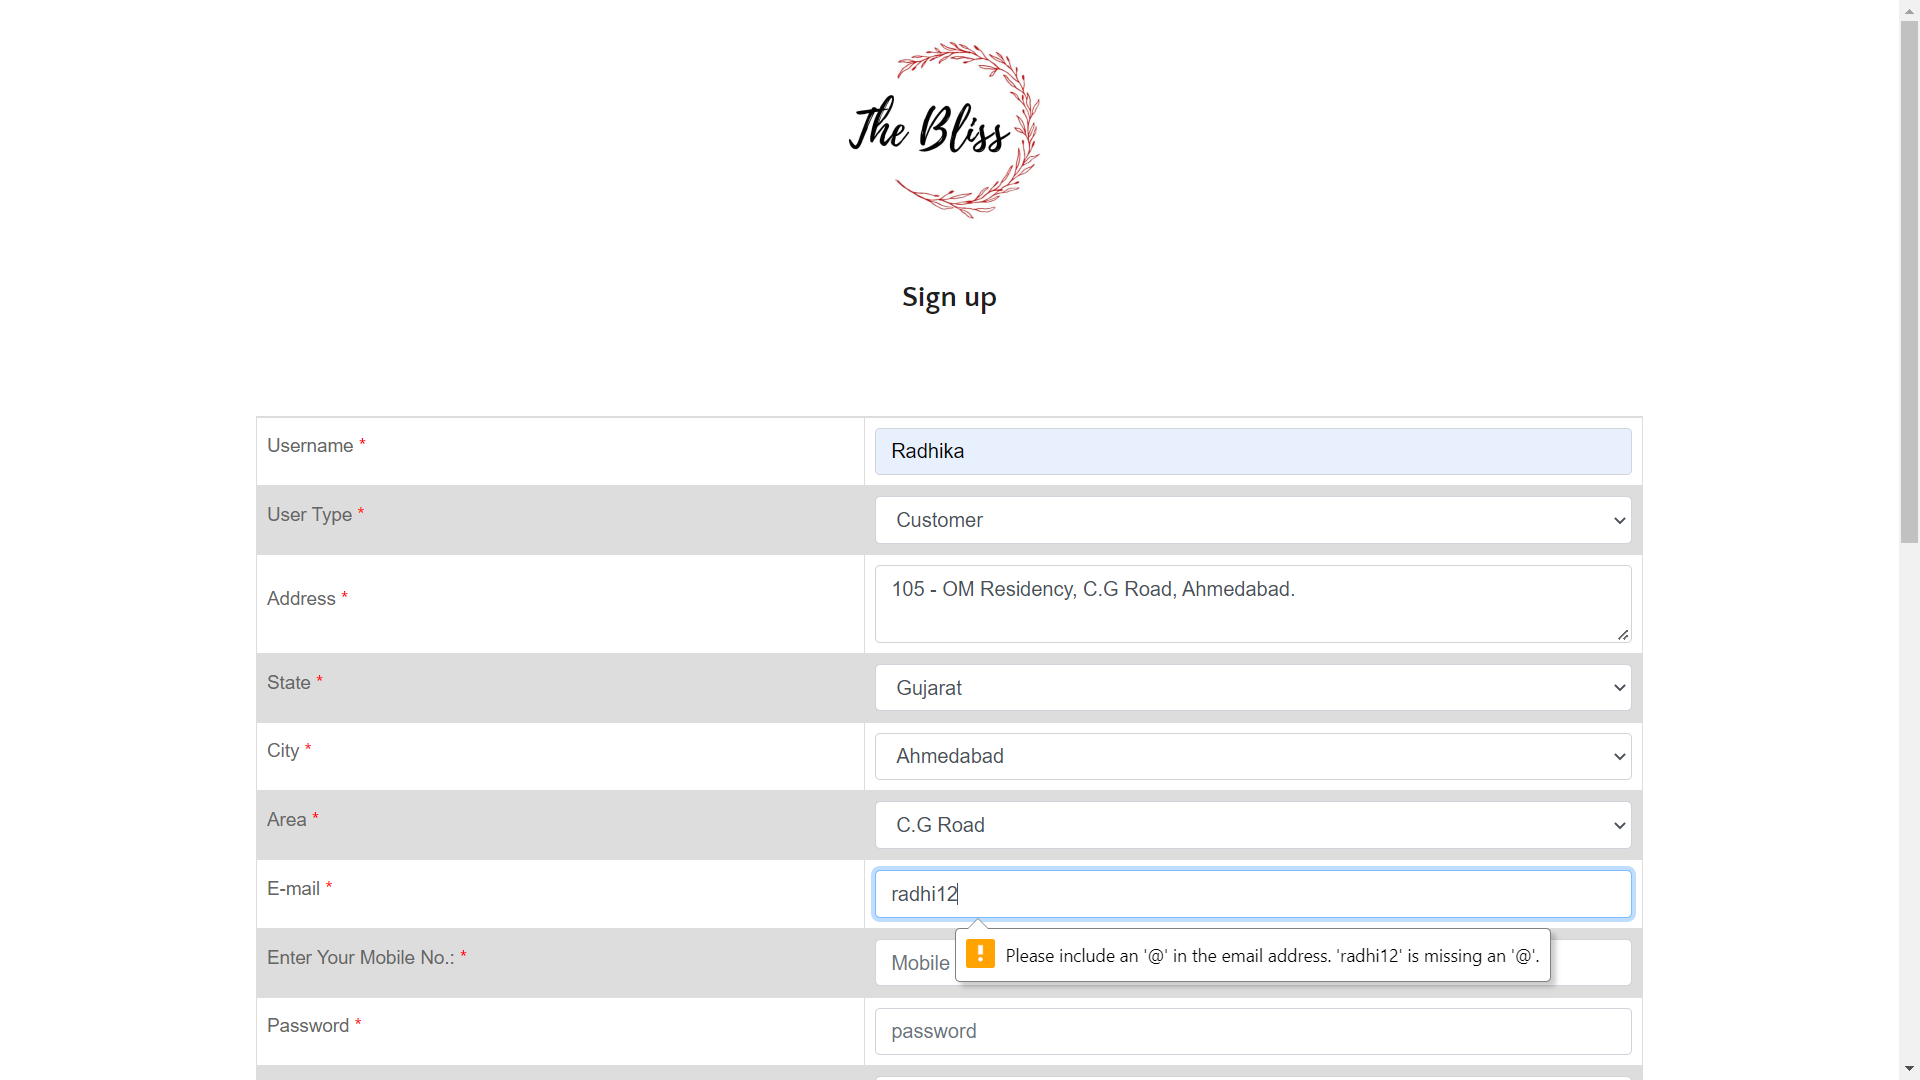 The Bliss
Sign up
Username *
Radhika
User Type *
Customer
Address *
105 - OM Residency, C.G Road, Ahmedabad.
State *
Gujarat
City *
Ahmedabad
Area *
C.G Road
E-mail *
radhi12
Please include an '@' in the email address. 'radhi12' is missing an '@'.
Enter Your Mobile No.: *
Mobile
Password *
password